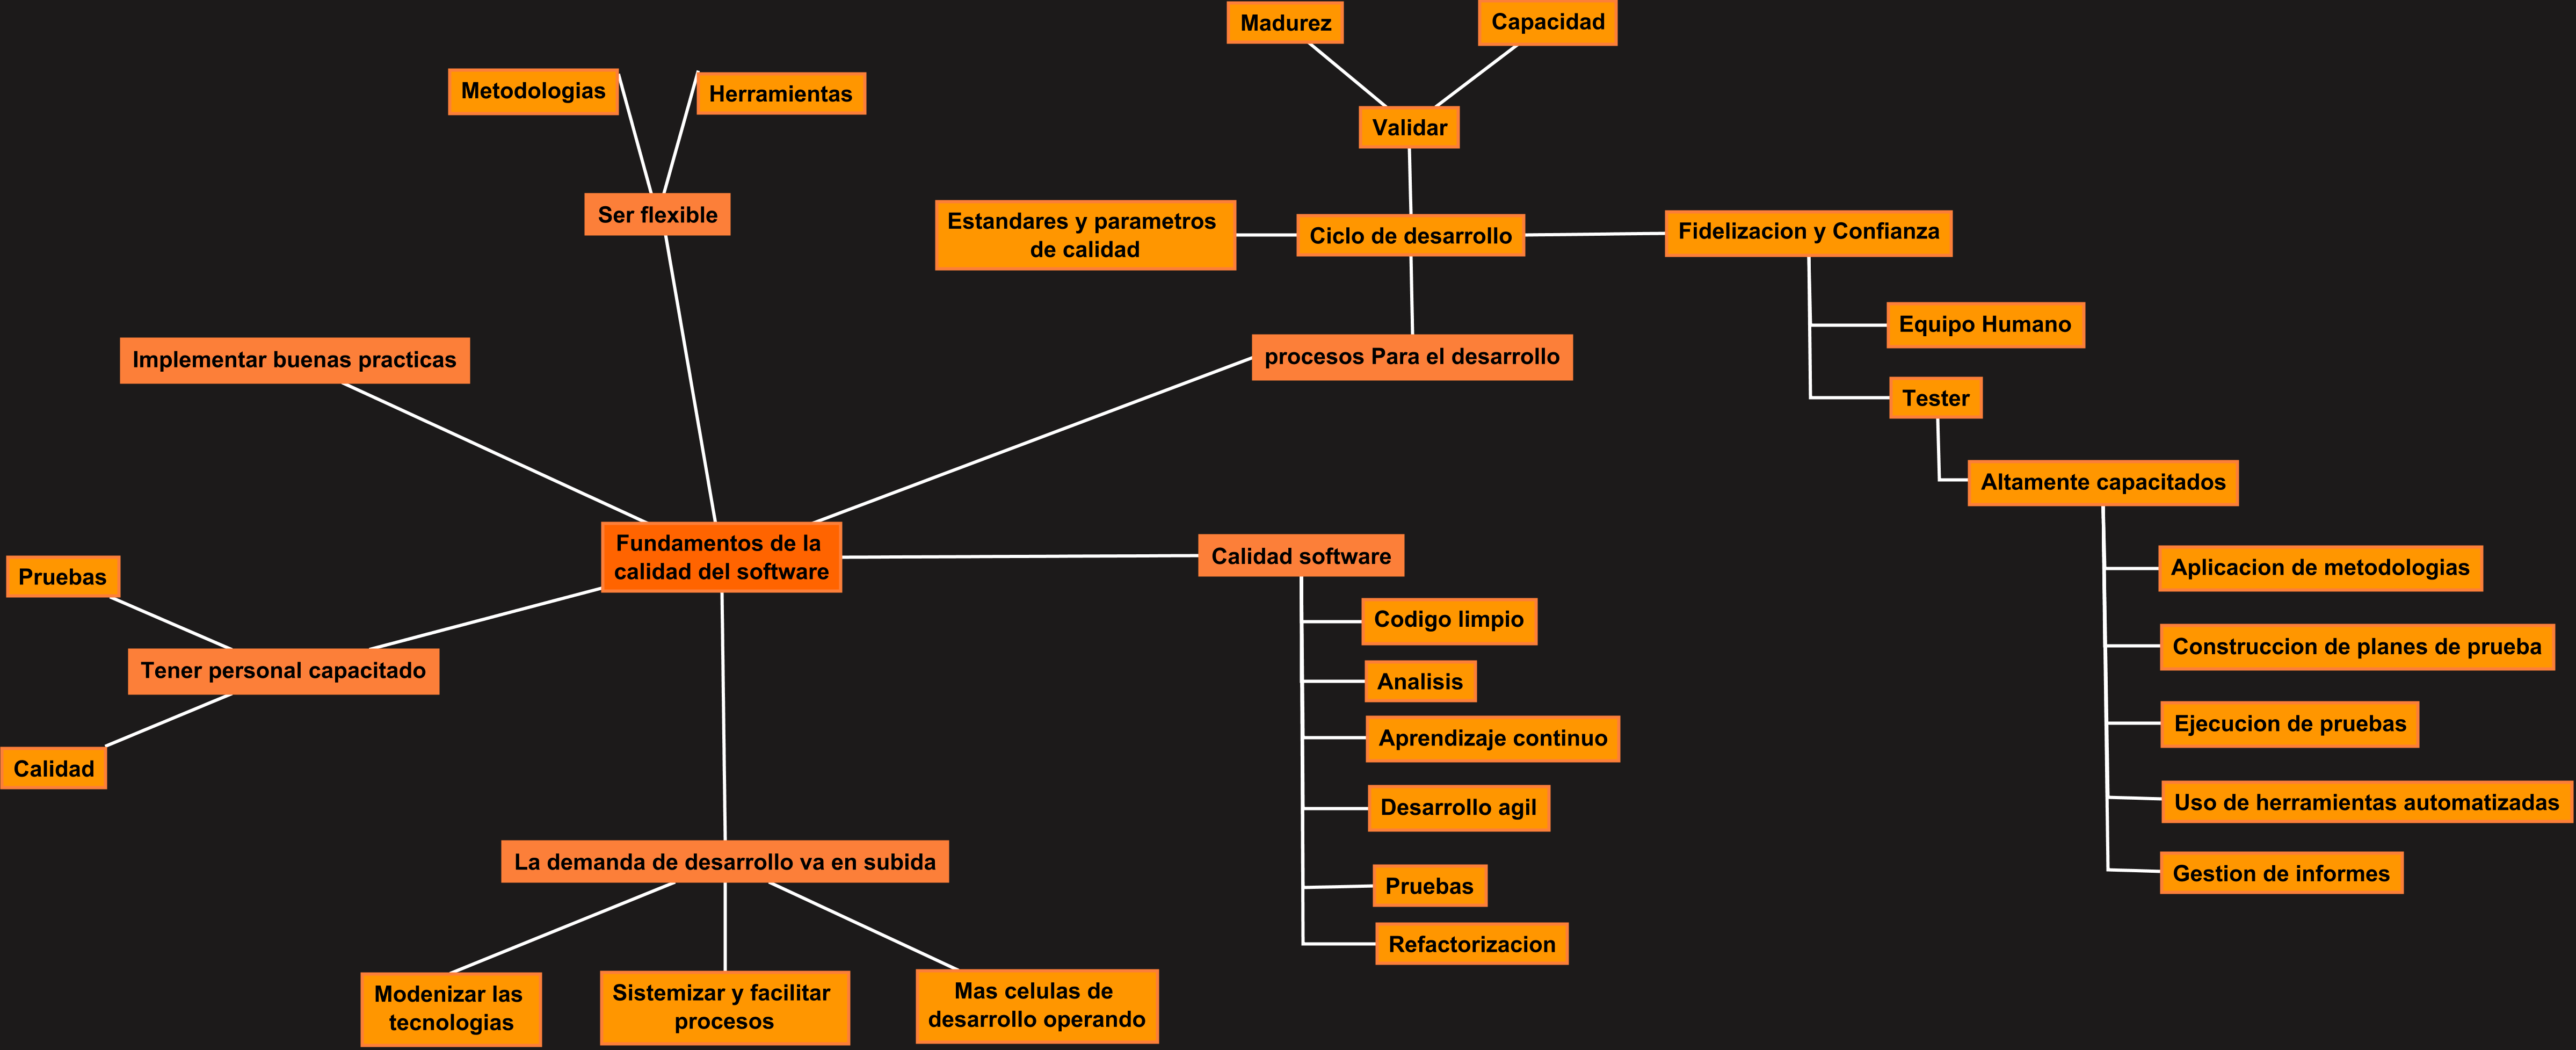 Madurez
Capacidad
Metodologias
Herramientas
Validar
Ser flexible
Estandares y parametros
de calidad
Ciclo de desarrollo
Fidelizacion y Confianza
Equipo Humano
Implementar buenas practicas
procesos Para el desarrollo
Tester
Altamente capacitados
Fundamentos de la
calidad del software
Calidad software
Pruebas
Aplicacion de metodologias
Codigo limpio
Construccion de planes de prueba
Tener personal capacitado
Analisis
Ejecucion de pruebas
Aprendizaje continuo
Calidad
Uso de herramientas automatizadas
Desarrollo agil
La demanda de desarrollo va en subida
Gestion de informes
Pruebas
Refactorizacion
Modenizar las
tecnologias
Sistemizar y facilitar
procesos
Mas celulas de
desarrollo operando